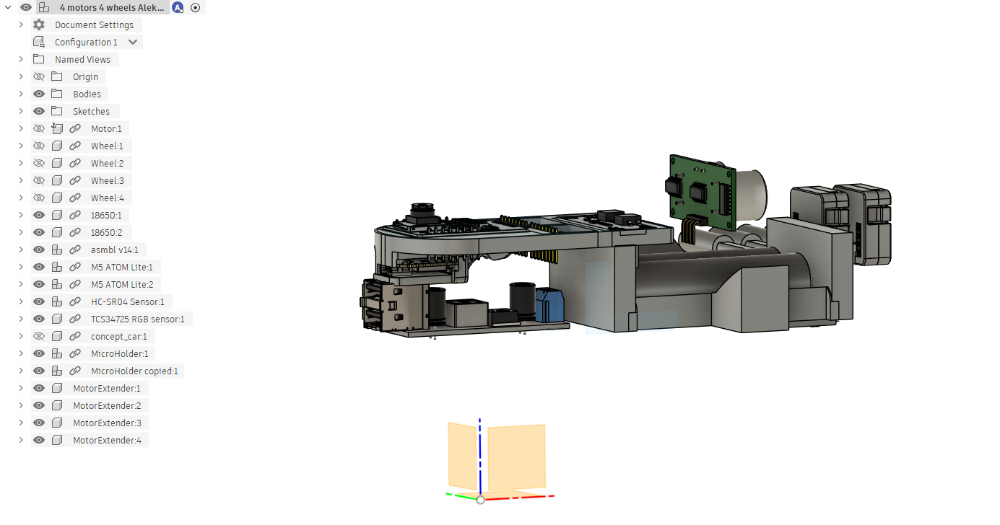 4 motors 4 wheels Alek...
A
Document Settings
Configuration 1
Named Views
Origin
Bodies
Sketches
Motor:1
Wheel:1
Wheel:2
Wheel:3
Wheel:4
18650:1
18650:2
asmbl v14:1
M5 ATOM Lite:1
M5 ATOM Lite:2
HC-SR04 Sensor:1
TCS34725 RGB sensor:1
concept_car:1
MicroHolder:1
MicroHolder copied:1
MotorExtender:1
MotorExtender:2
MotorExtender:3
MotorExtender:4